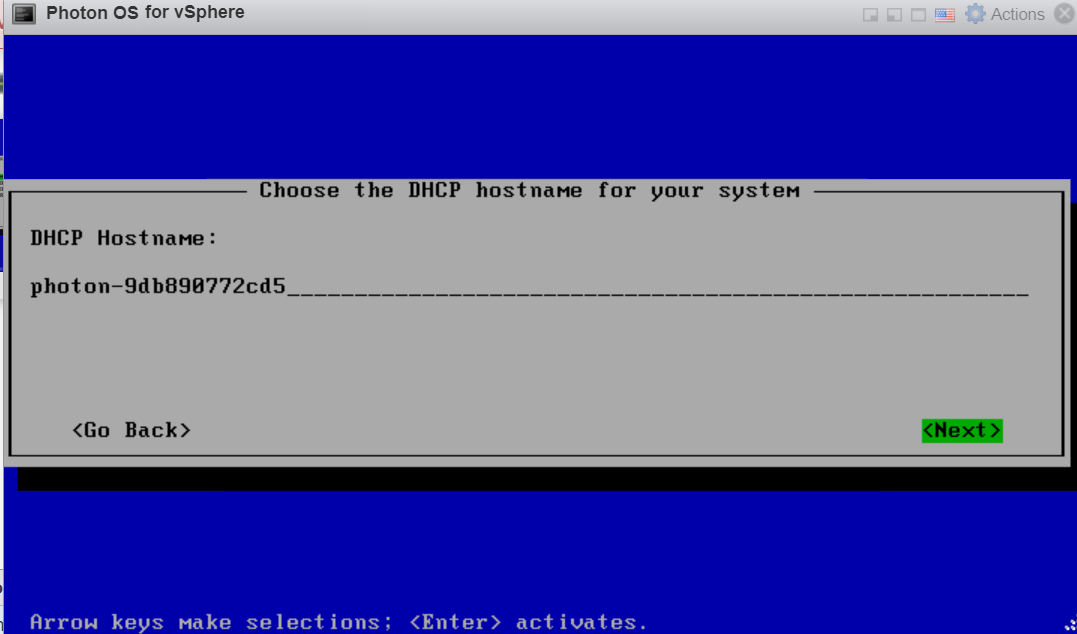 Photon OS for vSphere
Actions
Choose the DHCP hostname for your system
DHCP Hostname:
photon-9db890772cd5
<Go Back>
<Next>
Arrow keys make selections; <Enter> activates.